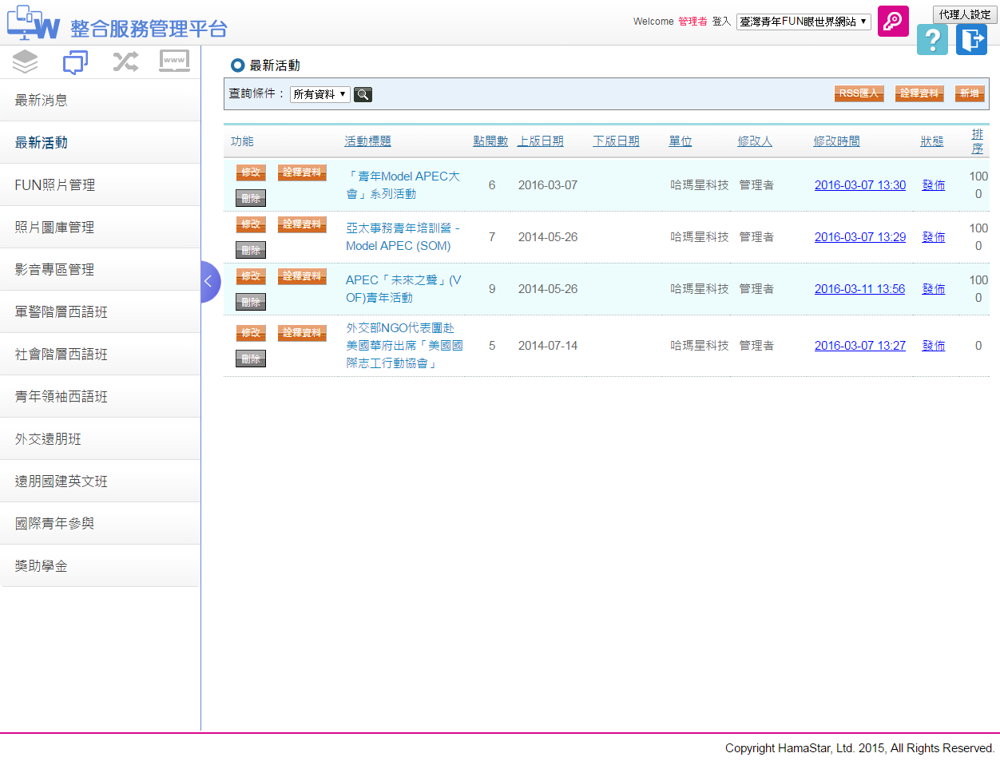 整合服務管理平台
Welcome 管理者 登入 臺灣青年FUN眼世界網站
代理人設定
www
最新消息
最新活動
FUN照片管理
照片圖庫管理
影音專區管理
軍警階層西語班
社會階層西語班
青年領袖西語班
外交遠朋班
遠朋國建英文班
國際青年參與
獎助學金
最新活動
查詢條件： 所有資料
RSS匯入 詮釋資料 新增
功能 活動標題 點閱數 上版日期 下版日期 單位 修改人 修改時間 狀態 排序
修改 詮釋資料 刪除
「青年Model APEC大
會」系列活動
6 2016-03-07 哈瑪星科技 管理者 2016-03-07 13:30 發佈 1000
修改 詮釋資料 刪除
亞太事務青年培訓營 -
Model APEC (SOM)
7 2014-05-26 哈瑪星科技 管理者 2016-03-07 13:29 發佈 1000
修改 詮釋資料 刪除
APEC「未來之聲」(V
OF)青年活動
9 2014-05-26 哈瑪星科技 管理者 2016-03-11 13:56 發佈 1000
修改 詮釋資料 刪除
外交部NGO代表團赴
美國華府出席「美國國
際志工行動協會」
5 2014-07-14 哈瑪星科技 管理者 2016-03-07 13:27 發佈 0
Copyright HamaStar, Ltd. 2015, All Rights Reserved.